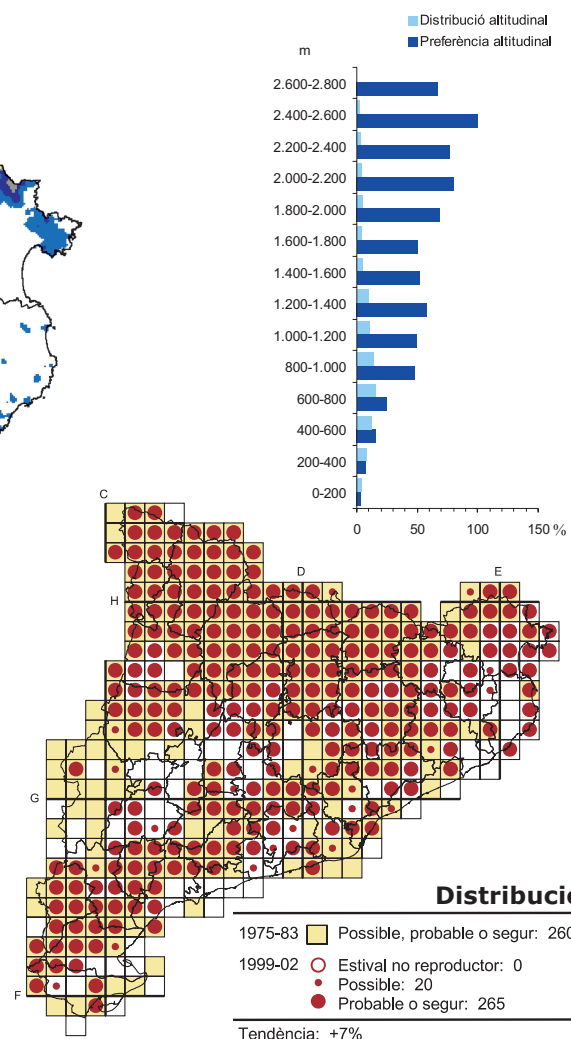 Distribució altitudinal
Preferència altitudinal
m
2.600-2.800
2.400-2.600
2.200-2.400
2.000-2.200
1.800-2.000
1.600-1.800
1.400-1.600
1.200-1.400
1.000-1.200
800-1.000
600-800
400-600
200-400
0-200
0 50 100 150 %
C
D
E
H
G
F
Distribució
1975-83 Possible, probable o segur: 260
1999-02 Estival no reproductor: 0
Possible: 20
Probable o segur: 265
Tendència: +7%